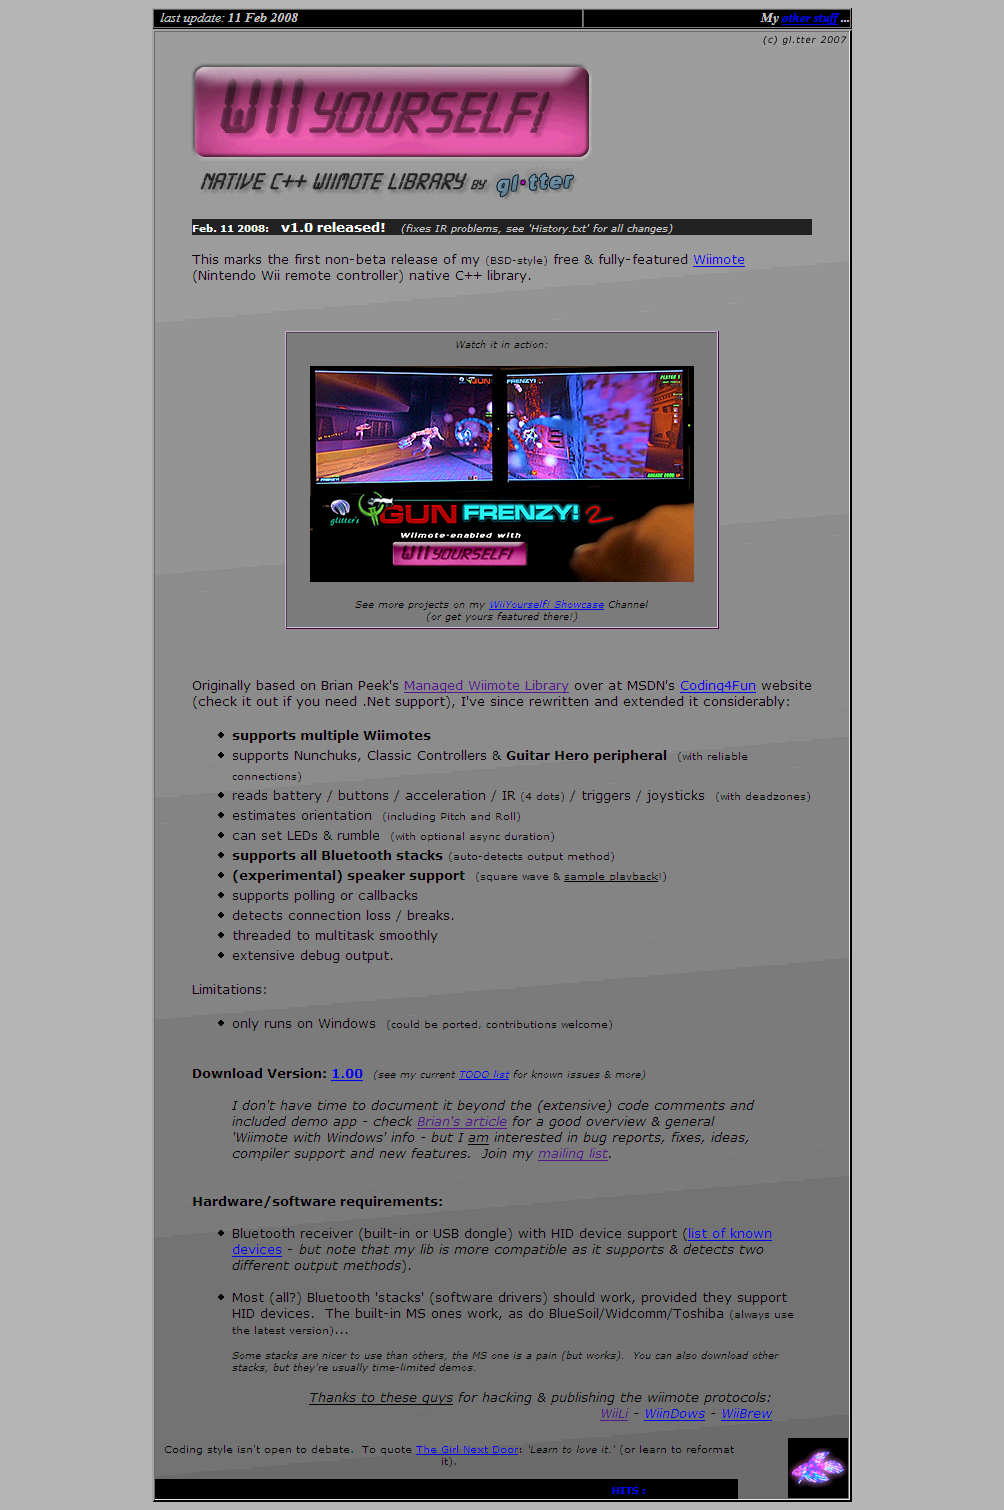 last update: 11 Feb 2008
My other stuff ...
(c) gl.tter 2007
WII YOURSELF!
NATIVE C++ WIIMOTE LIBRARY BY gl•tter
Feb. 11 2008: v1.0 released! (fixes IR problems, see 'History.txt' for all changes)
This marks the first non-beta release of my (BSD-style) free & fully-featured Wiimote
(Nintendo Wii remote controller) native C++ library.
Watch it in action:
GUN FRENZY!
PLAYER 1
glitter's GUN FRENZY! 2
Wiimote-enabled with
WII YOURSELF!
See more projects on my WiiYourself! Showcase Channel
(or get yours featured there!)
Originally based on Brian Peek's Managed Wiimote Library over at MSDN's Coding4Fun website
(check it out if you need .Net support), I've since rewritten and extended it considerably:
supports multiple Wiimotes
supports Nunchuks, Classic Controllers & Guitar Hero peripheral (with reliable
connections)
reads battery / buttons / acceleration / IR (4 dots) / triggers / joysticks (with deadzones)
estimates orientation (including Pitch and Roll)
can set LEDs & rumble (with optional async duration)
supports all Bluetooth stacks (auto-detects output method)
(experimental) speaker support (square wave & sample playback!)
supports polling or callbacks
detects connection loss / breaks.
threaded to multitask smoothly
extensive debug output.
Limitations:
only runs on Windows (could be ported, contributions welcome)
Download Version: 1.00 (see my current TODO list for known issues & more)
I don't have time to document it beyond the (extensive) code comments and
included demo app - check Brian's article for a good overview & general
'Wiimote with Windows' info - but I am interested in bug reports, fixes, ideas,
compiler support and new features. Join my mailing list.
Hardware/software requirements:
Bluetooth receiver (built-in or USB dongle) with HID device support (list of known
devices - but note that my lib is more compatible as it supports & detects two
different output methods).
Most (all?) Bluetooth 'stacks' (software drivers) should work, provided they support
HID devices. The built-in MS ones work, as do BlueSoil/Widcomm/Toshiba (always use
the latest version)...
Some stacks are nicer to use than others, the MS one is a pain (but works). You can also download other
stacks, but they're usually time-limited demos.
Thanks to these guys for hacking & publishing the wiimote protocols:
WiiLi - WiinDows - WiiBrew
Coding style isn't open to debate. To quote The Girl Next Door: 'Learn to love it.' (or learn to reformat
it).
HITS :